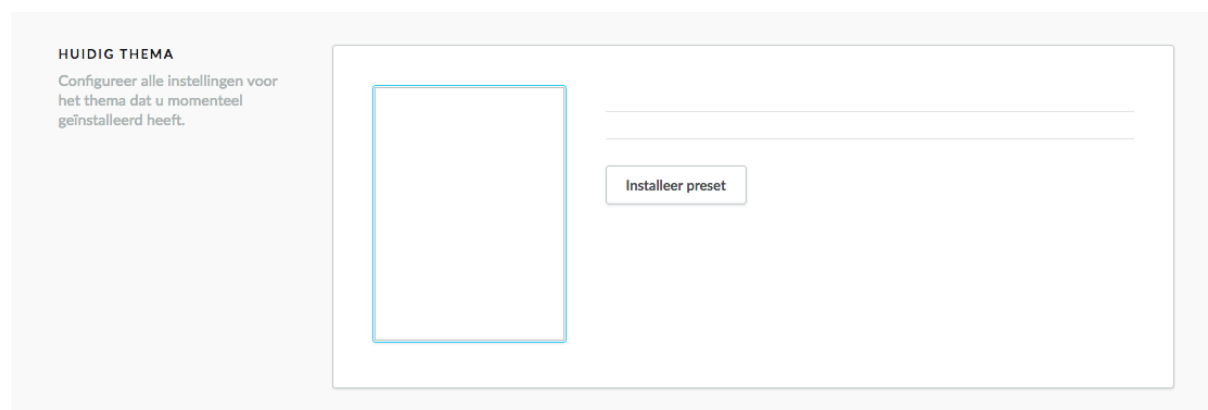 HUIDIG THEMA
Configureer alle instellingen voor
het thema dat u momenteel
geïnstalleerd heeft.
Installeer preset